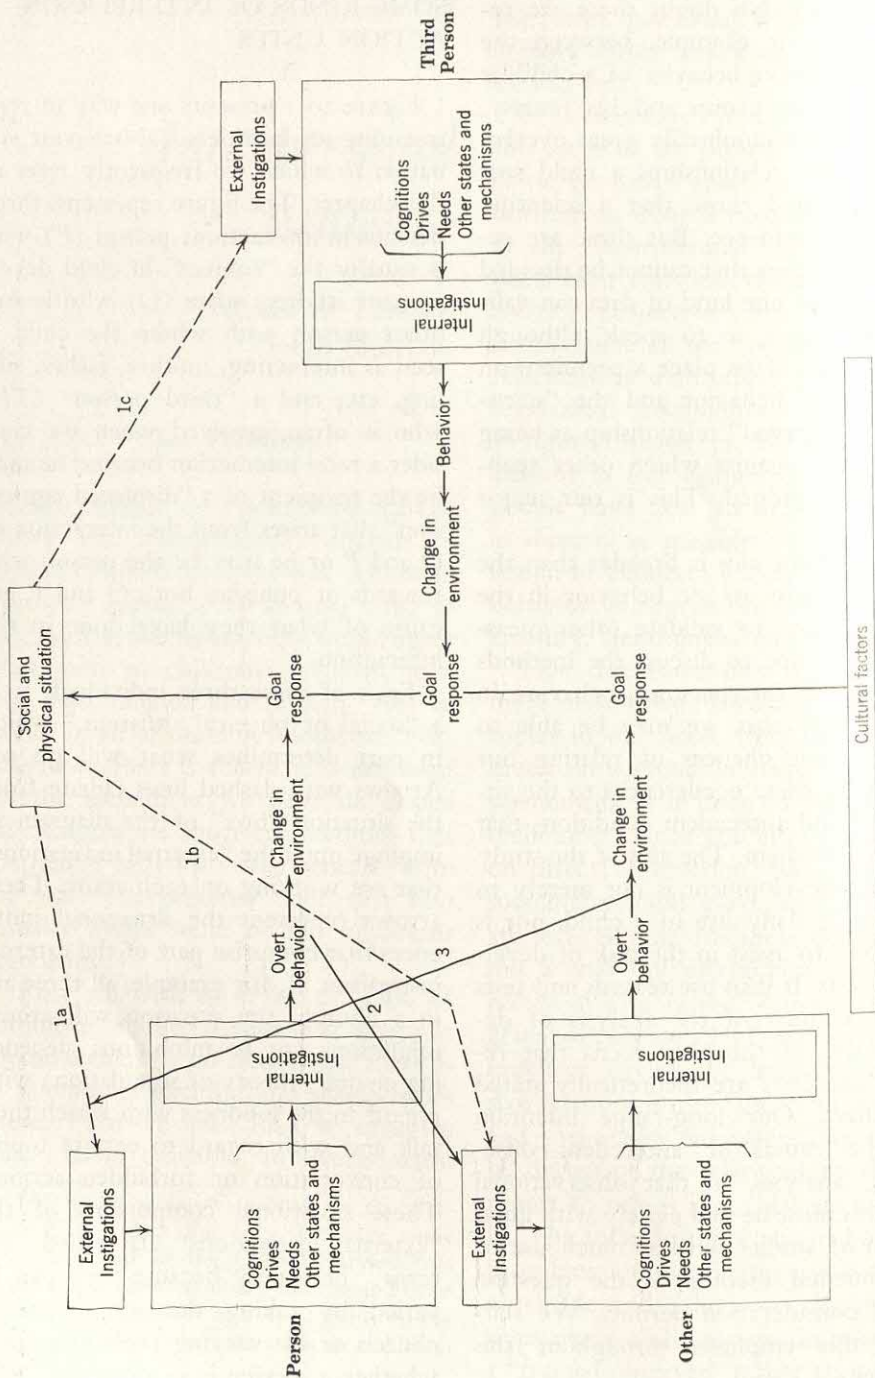 Social and
physical situation
1a
1b
1c
External
Instigations
Person
Cognitions
Drives
Needs
Other states and
mechanisms
Internal
Instigations
Overt
behavior
Change in
environment
Goal
response
2
3
External
Instigations
Other
Cognitions
Drives
Needs
Other states and
mechanisms
Internal
Instigations
Overt
behavior
Change in
environment
Goal
response
Third
Person
External
Instigations
Cognitions
Drives
Needs
Other states and
mechanisms
Internal
Instigations
Behavior
Change in
environment
Goal
response
Cultural factors